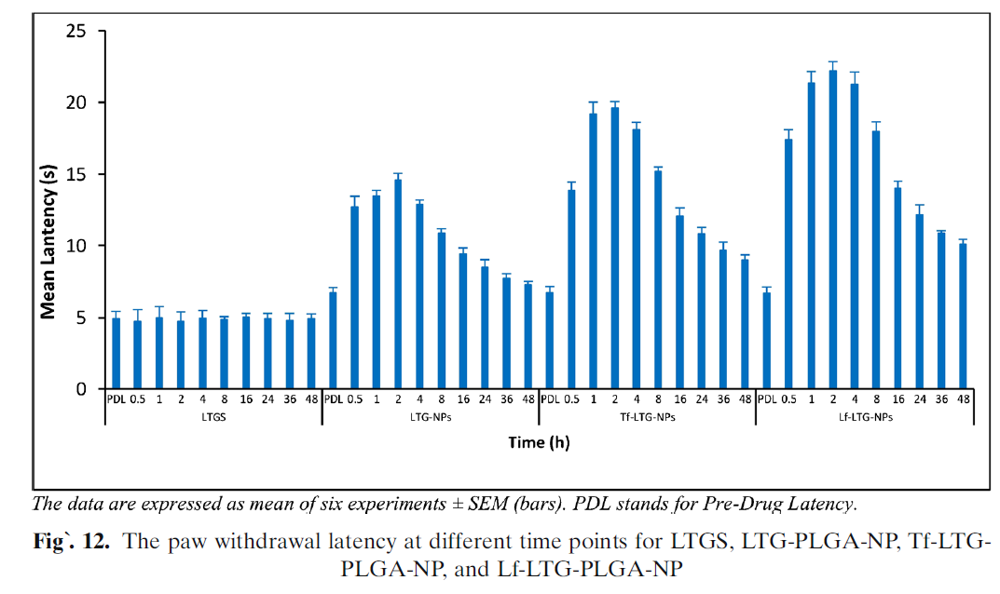 25
20
15
10
5
0
Mean Lantency (s)
PDL 0.5 1 2 4 8 16 24 36 48 PDL 0.5 1 2 4 8 16 24 36 48 PDL 0.5 1 2 4 8 16 24 36 48 PDL 0.5 1 2 4 8 16 24 36 48
LTGS LTG-NPs Tf-LTG-NPs Lf-LTG-NPs
Time (h)
The data are expressed as mean of six experiments ± SEM (bars). PDL stands for Pre-Drug Latency.
Fig`. 12. The paw withdrawal latency at different time points for LTGS, LTG-PLGA-NP, Tf-LTG-
PLGA-NP, and Lf-LTG-PLGA-NP